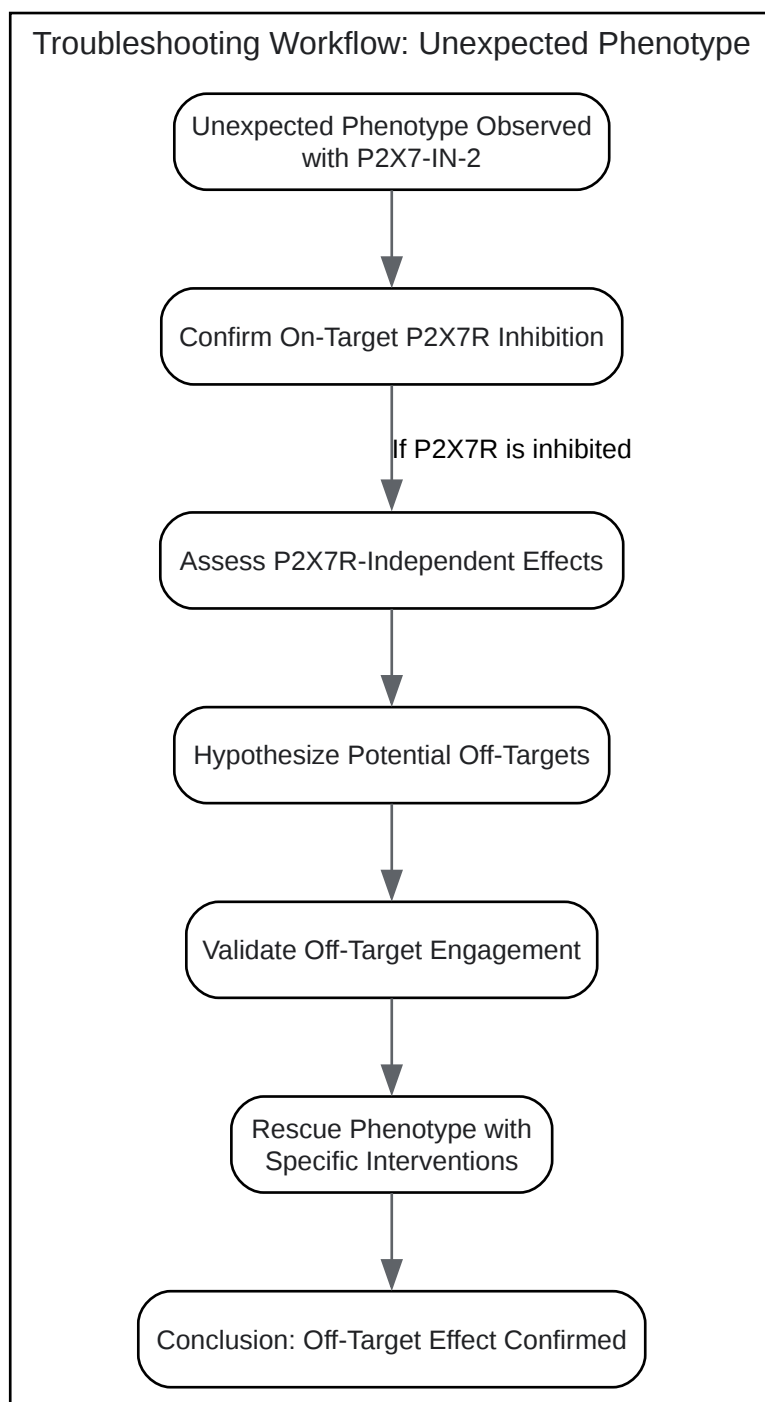 Troubleshooting Workflow: Unexpected Phenotype
Unexpected Phenotype Observed
with P2X7-IN-2
Confirm On-Target P2X7R Inhibition
If P2X7R is inhibited
Assess P2X7R-Independent Effects
Hypothesize Potential Off-Targets
Validate Off-Target Engagement
Rescue Phenotype with
Specific Interventions
Conclusion: Off-Target Effect Confirmed